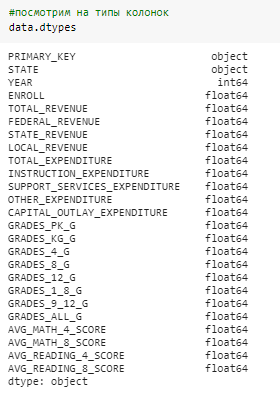 #посмотрим на типы колонок
data.dtypes
PRIMARY_KEY object
STATE object
YEAR int64
ENROLL float64
TOTAL_REVENUE float64
FEDERAL_REVENUE float64
STATE_REVENUE float64
LOCAL_REVENUE float64
TOTAL_EXPENDITURE float64
INSTRUCTION_EXPENDITURE float64
SUPPORT_SERVICES_EXPENDITURE float64
OTHER_EXPENDITURE float64
CAPITAL_OUTLAY_EXPENDITURE float64
GRADES_PK_G float64
GRADES_KG_G float64
GRADES_4_G float64
GRADES_8_G float64
GRADES_12_G float64
GRADES_1_8_G float64
GRADES_9_12_G float64
GRADES_ALL_G float64
AVG_MATH_4_SCORE float64
AVG_MATH_8_SCORE float64
AVG_READING_4_SCORE float64
AVG_READING_8_SCORE float64
dtype: object